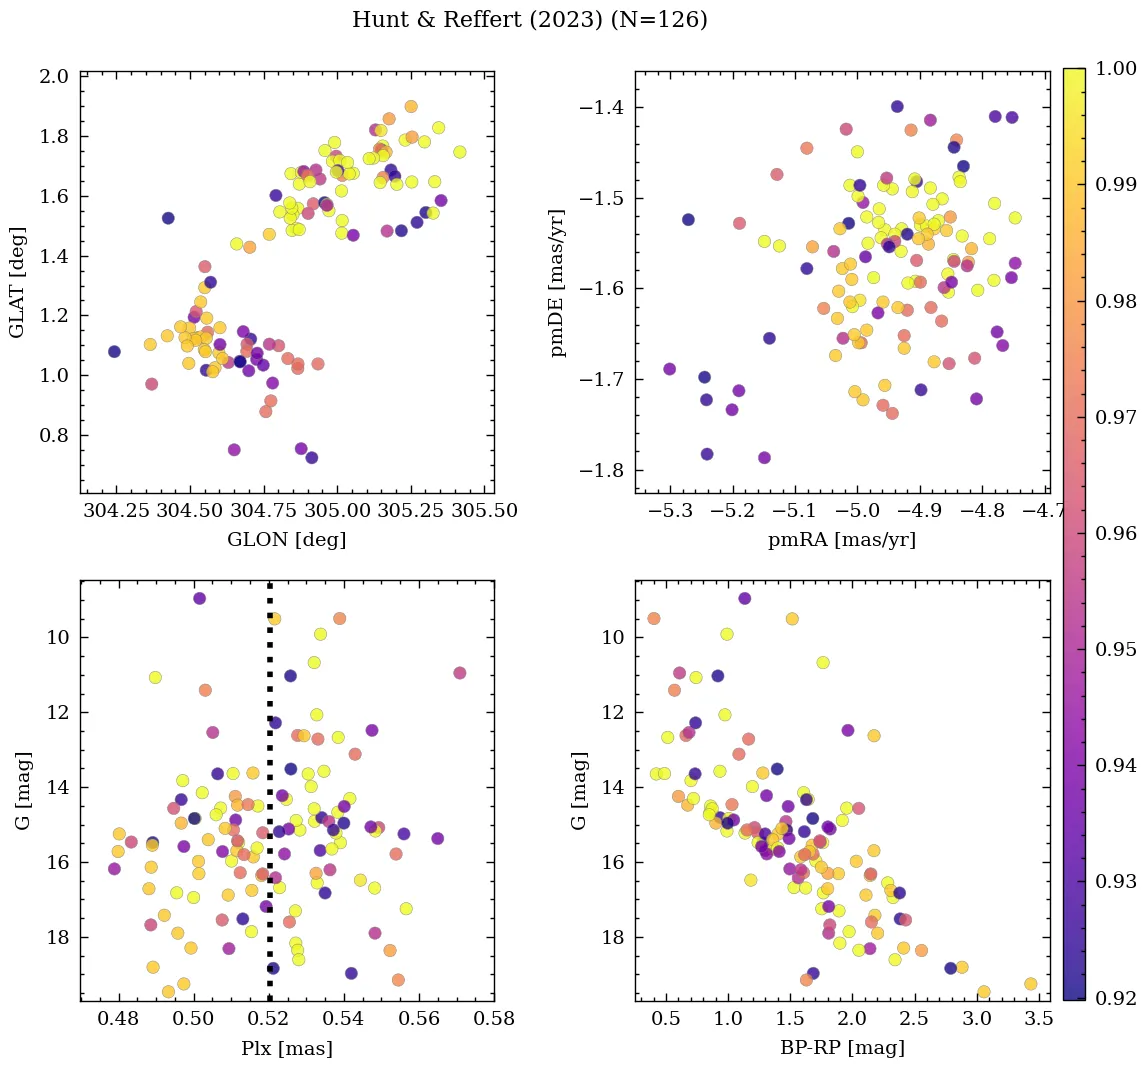 Hunt & Reffert (2023) (N=126)
2.0
1.8
1.6
1.4
1.2
1.0
0.8
GLAT [deg]
304.25 304.50 304.75 305.00 305.25 305.50
GLON [deg]
−1.4
−1.5
−1.6
−1.7
−1.8
pmDE [mas/yr]
−5.3 −5.2 −5.1 −5.0 −4.9 −4.8 −4.7
pmRA [mas/yr]
10
12
14
16
18
G [mag]
0.48 0.50 0.52 0.54 0.56 0.58
Plx [mas]
10
12
14
16
18
G [mag]
0.5 1.0 1.5 2.0 2.5 3.0 3.5
BP-RP [mag]
1.00
0.99
0.98
0.97
0.96
0.95
0.94
0.93
0.92